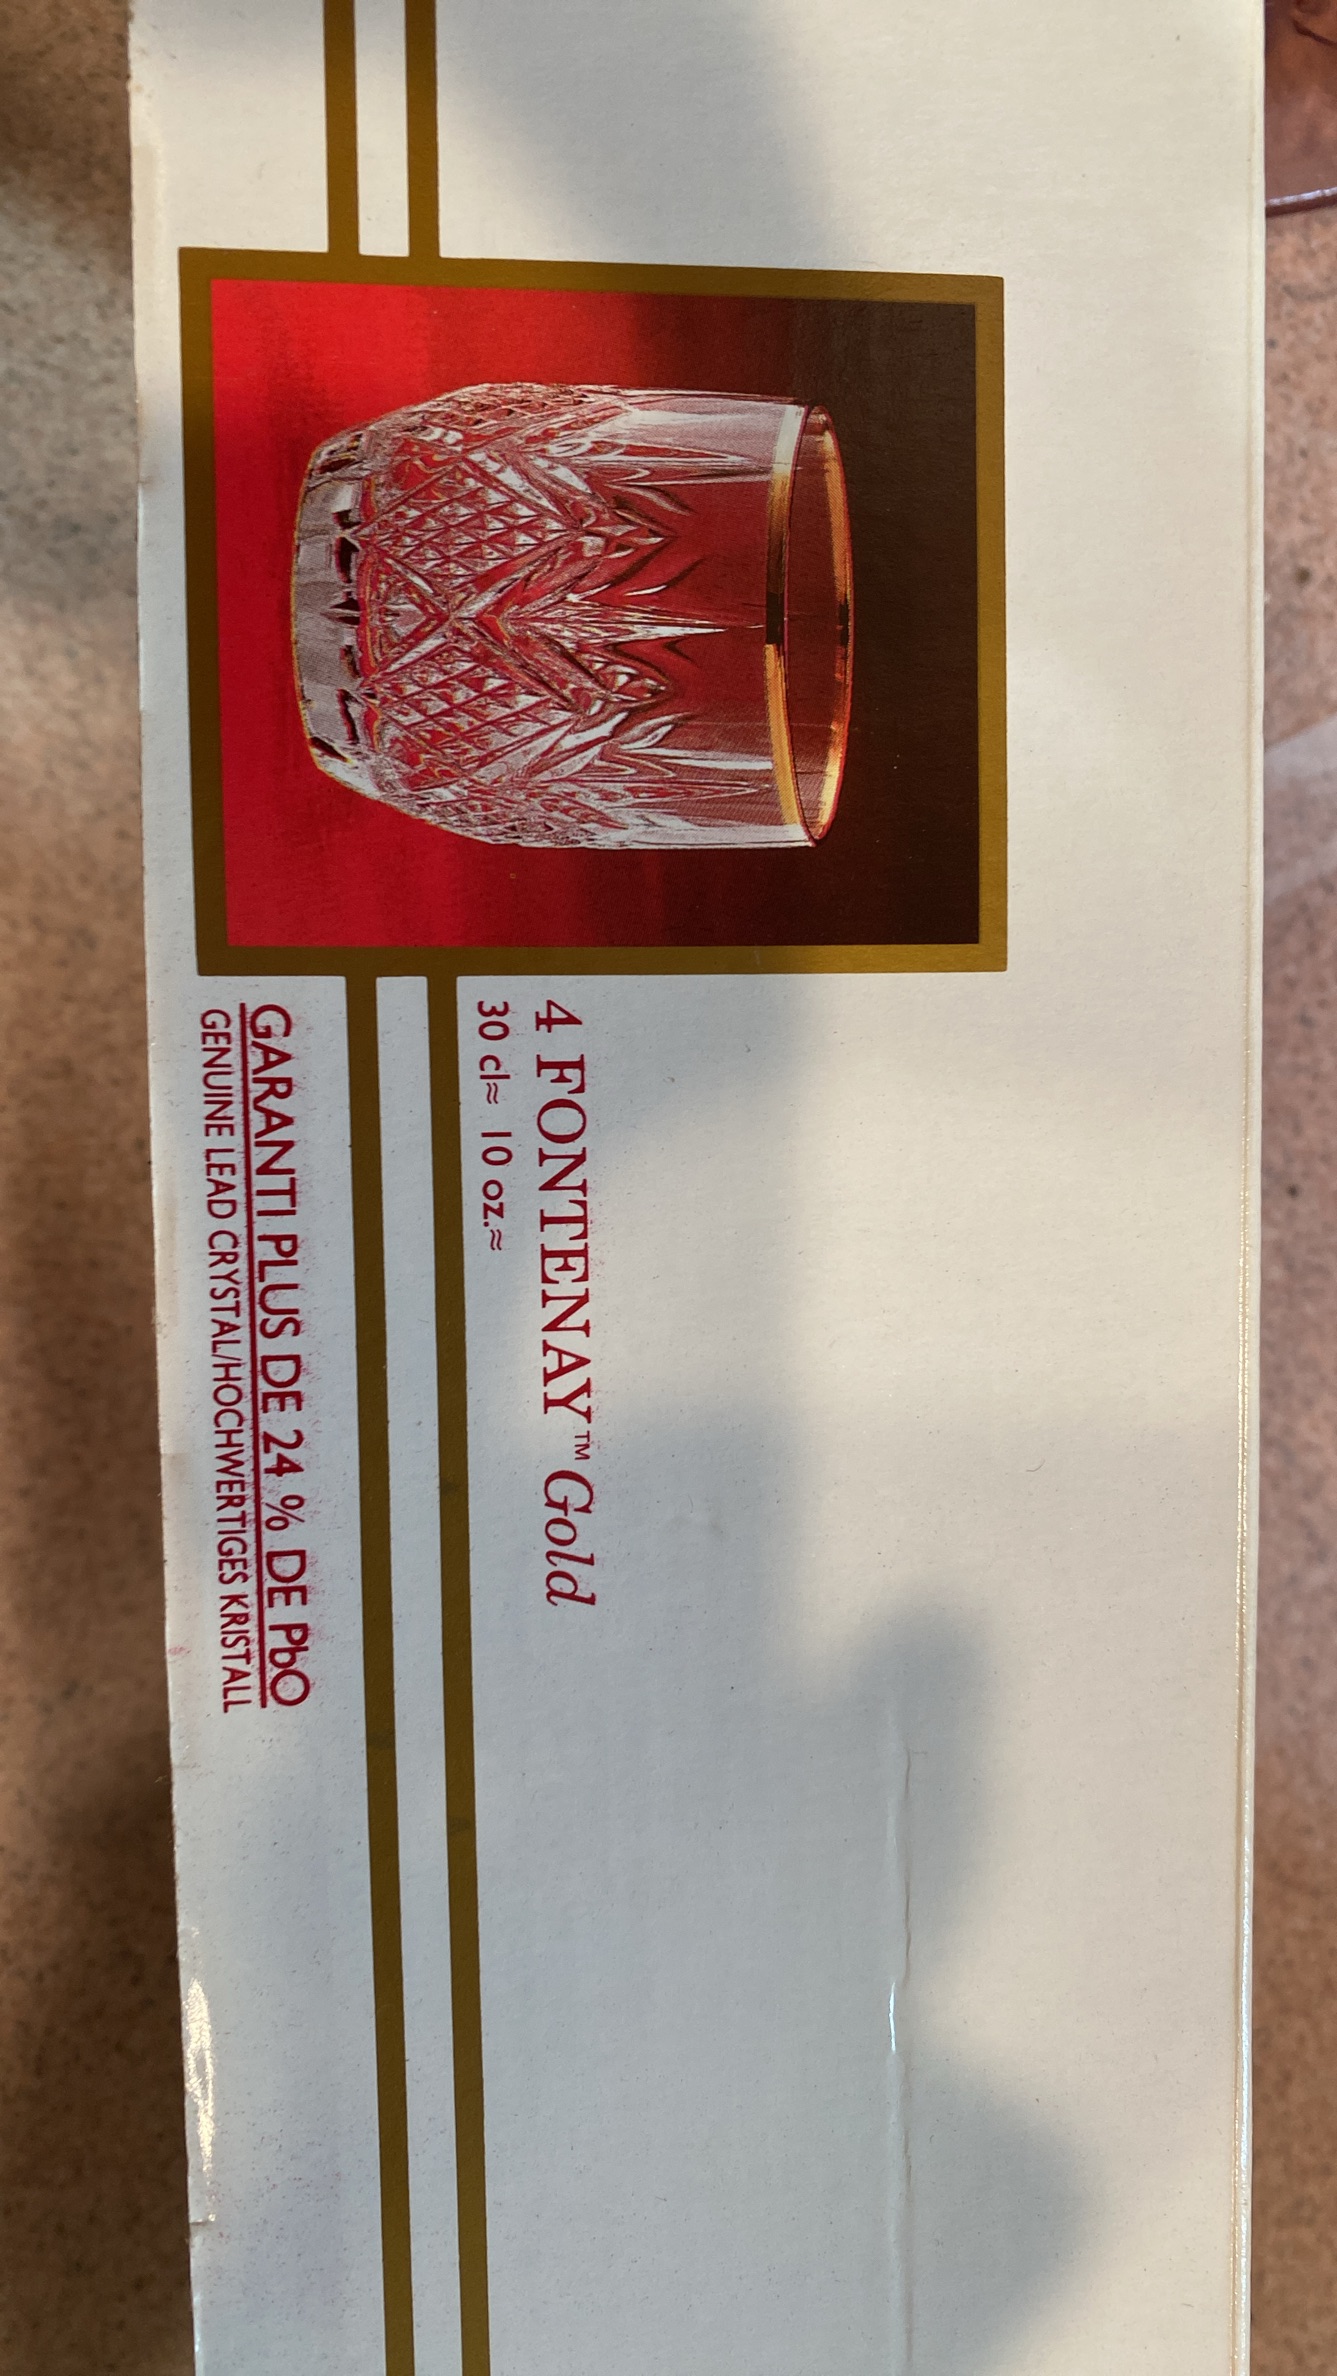 4 FONTENAY™ Gold
30 cl≈ 10 oz.≈
GARANTI PLUS DE 24 % DE PbO
GENUINE LEAD CRYSTAL/HOCHWERTIGES KRISTALL